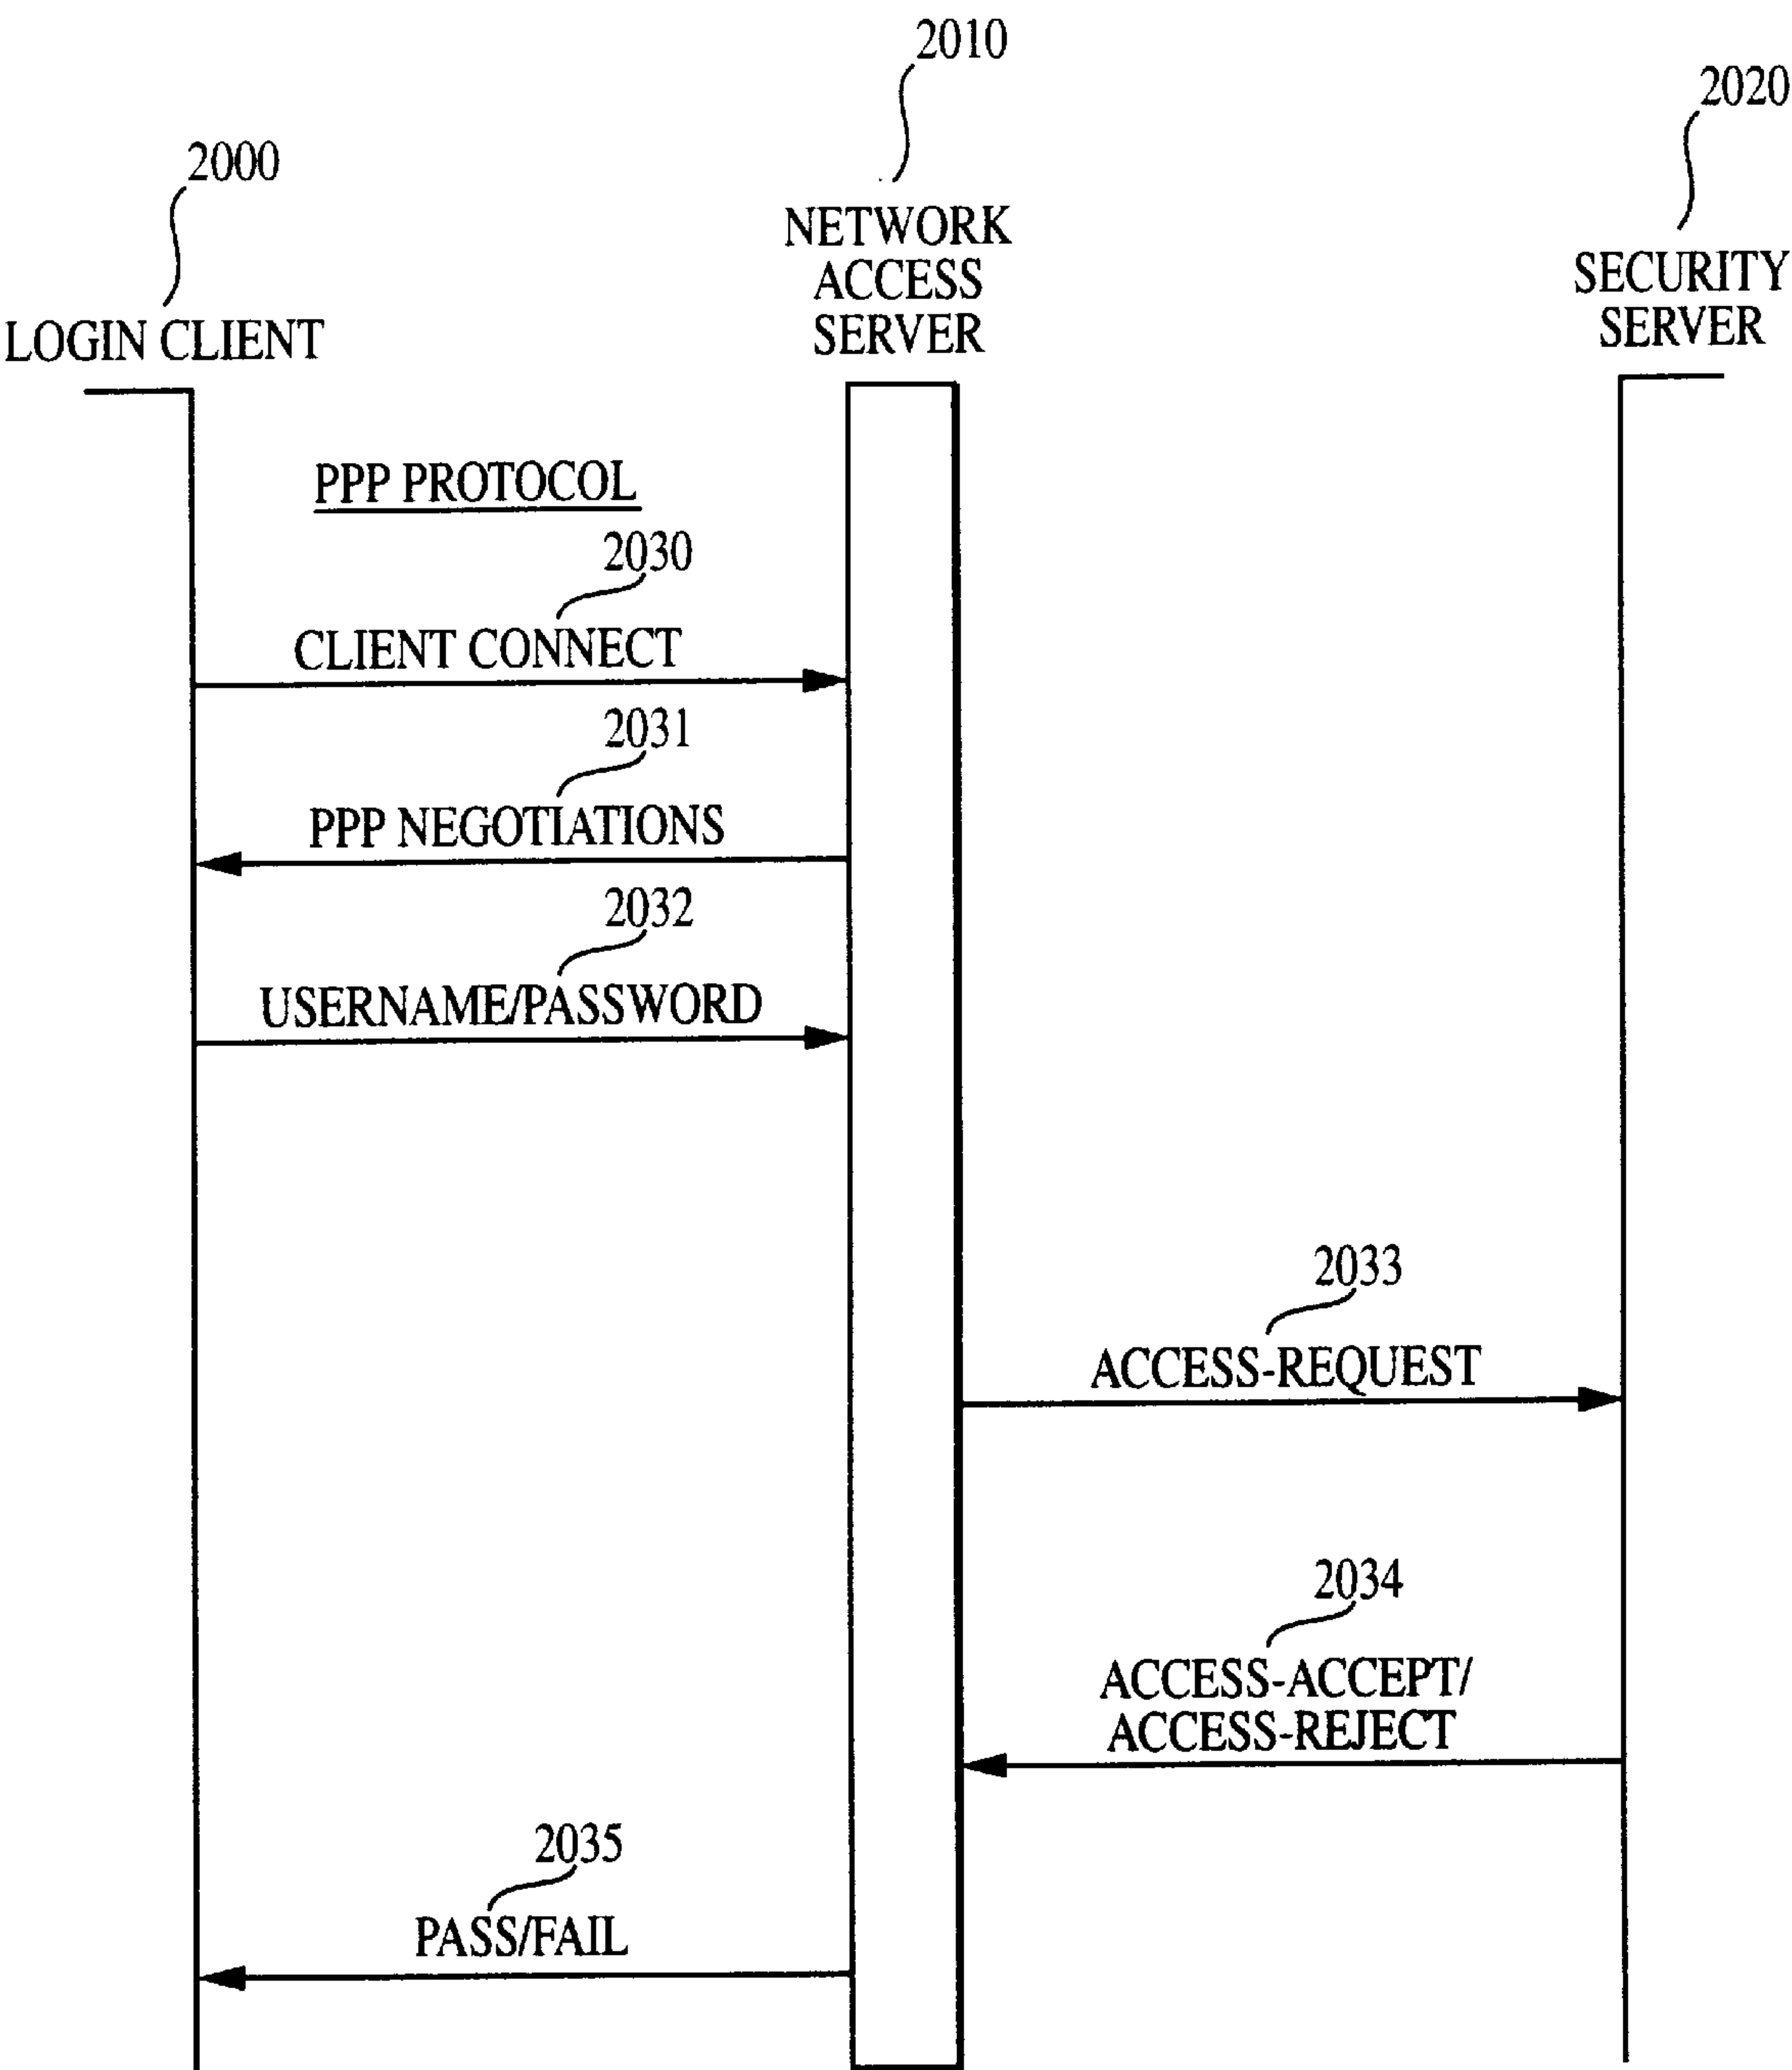 2010
2020
2000
NETWORK
ACCESS
SERVER
SECURITY
SERVER
LOGIN CLIENT
PPP PROTOCOL
2030
CLIENT CONNECT
2031
PPP NEGOTIATIONS
2032
USERNAME/PASSWORD
2033
ACCESS-REQUEST
2034
ACCESS-ACCEPT/
ACCESS-REJECT
2035
PASS/FAIL